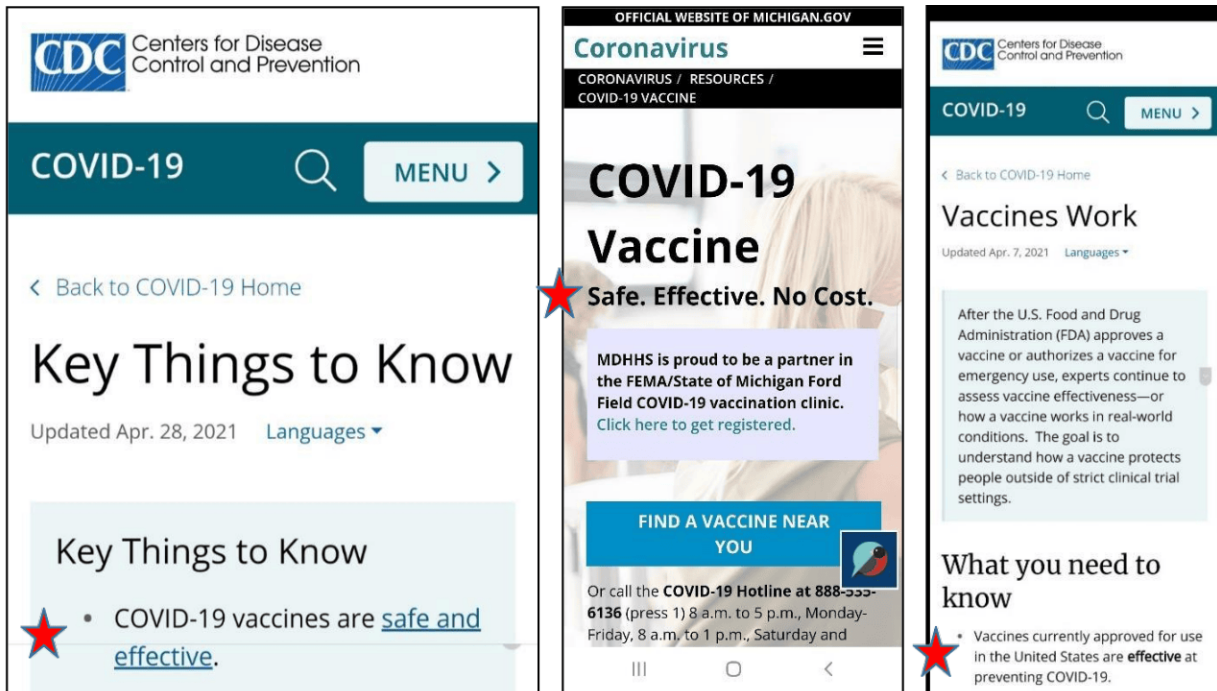 CDC
Centers for Disease
Control and Prevention
COVID-19
MENU >
< Back to COVID-19 Home
Key Things to Know
Updated Apr. 28, 2021 Languages
Key Things to Know
• COVID-19 vaccines are safe and
effective.
OFFICIAL WEBSITE OF MICHIGAN.GOV
Coronavirus
CORONAVIRUS / RESOURCES /
COVID-19 VACCINE
COVID-19
Vaccine
Safe. Effective. No Cost.
MDHHS is proud to be a partner in
the FEMA/State of Michigan Ford
Field COVID-19 vaccination clinic.
Click here to get registered.
FIND A VACCINE NEAR
YOU
Or call the COVID-19 Hotline at 888-535-
6136 (press 1) 8 a.m. to 5 p.m., Monday-
Friday, 8 a.m. to 1 p.m., Saturday and
CDC
Centers for Disease
Control and Prevention
COVID-19
MENU >
< Back to COVID-19 Home
Vaccines Work
Updated Apr. 7, 2021 Languages
After the U.S. Food and Drug
Administration (FDA) approves a
vaccine or authorizes a vaccine for
emergency use, experts continue to
assess vaccine effectiveness—or
how a vaccine works in real-world
conditions. The goal is to
understand how a vaccine protects
people outside of strict clinical trial
settings.
What you need to
know
• Vaccines currently approved for use
in the United States are effective at
preventing COVID-19.